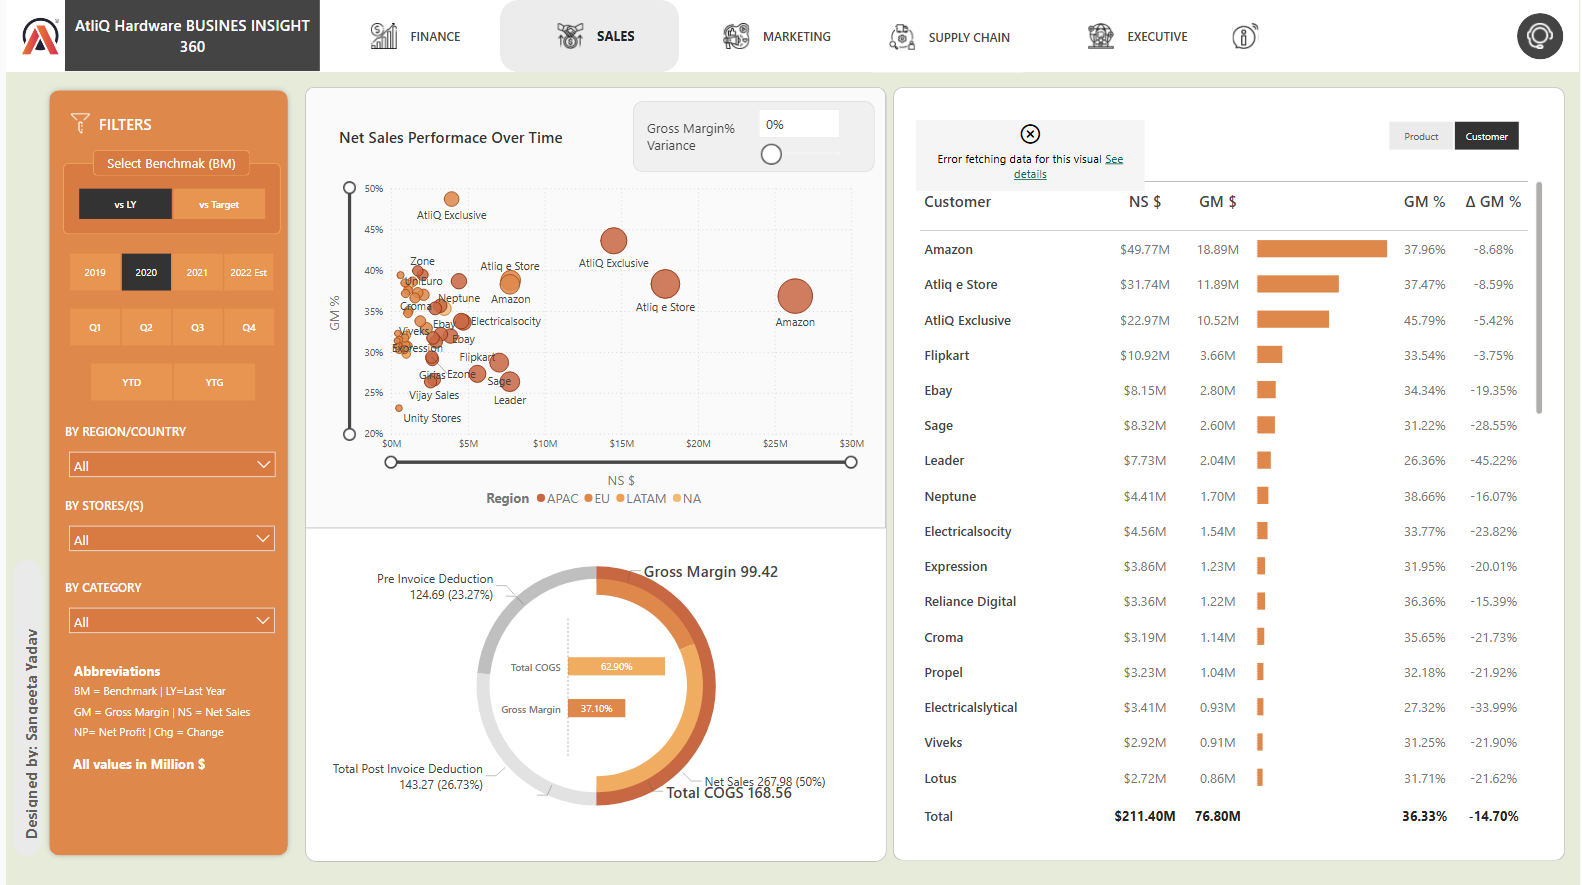 AtliQ Hardware BUSINES INSIGHT
360
FINANCE
SALES
MARKETING
SUPPLY CHAIN
EXECUTIVE
FILTERS
Select Benchmak (BM)
vs LY
vs Target
2019
2020
2021
2022 Est
Q1
Q2
Q3
Q4
YTD
YTG
BY REGION/COUNTRY
All
BY STORES/(S)
All
BY CATEGORY
All
Abbreviations
BM = Benchmark | LY=Last Year
GM = Gross Margin | NS = Net Sales
NP= Net Profit | Chg = Change
All values in Million $
Designed by: Sangeeta Yadav
Net Sales Performace Over Time
Gross Margin%
Variance
0%
GM %
50%
45%
40%
35%
30%
25%
20%
AtliQ Exclusive
AtliQ Exclusive
Zone
Atliq e Store
UniEuro
Neptune
Amazon
Atliq e Store
Amazon
Croma
Electricalsocity
Ebay
Viveks
Ebay
Expression
Flipkart
Girias
Ezone
Sage
Vijay Sales
Leader
Unity Stores
$0M
$5M
$10M
$15M
$20M
$25M
$30M
NS $
Region APAC EU LATAM NA
Pre Invoice Deduction
124.69 (23.27%)
Gross Margin 99.42
Total COGS
62.90%
Gross Margin
37.10%
Total Post Invoice Deduction
143.27 (26.73%)
Net Sales 267.98 (50%)
Total COGS 168.56
Error fetching data for this visual See
details
Product
Customer
Customer NS $ GM $ GM % Δ GM %
Amazon $49.77M 18.89M 37.96% -8.68%
Atliq e Store $31.74M 11.89M 37.47% -8.59%
AtliQ Exclusive $22.97M 10.52M 45.79% -5.42%
Flipkart $10.92M 3.66M 33.54% -3.75%
Ebay $8.15M 2.80M 34.34% -19.35%
Sage $8.32M 2.60M 31.22% -28.55%
Leader $7.73M 2.04M 26.36% -45.22%
Neptune $4.41M 1.70M 38.66% -16.07%
Electricalsocity $4.56M 1.54M 33.77% -23.82%
Expression $3.86M 1.23M 31.95% -20.01%
Reliance Digital $3.36M 1.22M 36.36% -15.39%
Croma $3.19M 1.14M 35.65% -21.73%
Propel $3.23M 1.04M 32.18% -21.92%
Electricalslytical $3.41M 0.93M 27.32% -33.99%
Viveks $2.92M 0.91M 31.25% -21.90%
Lotus $2.72M 0.86M 31.71% -21.62%
Total $211.40M 76.80M 36.33% -14.70%